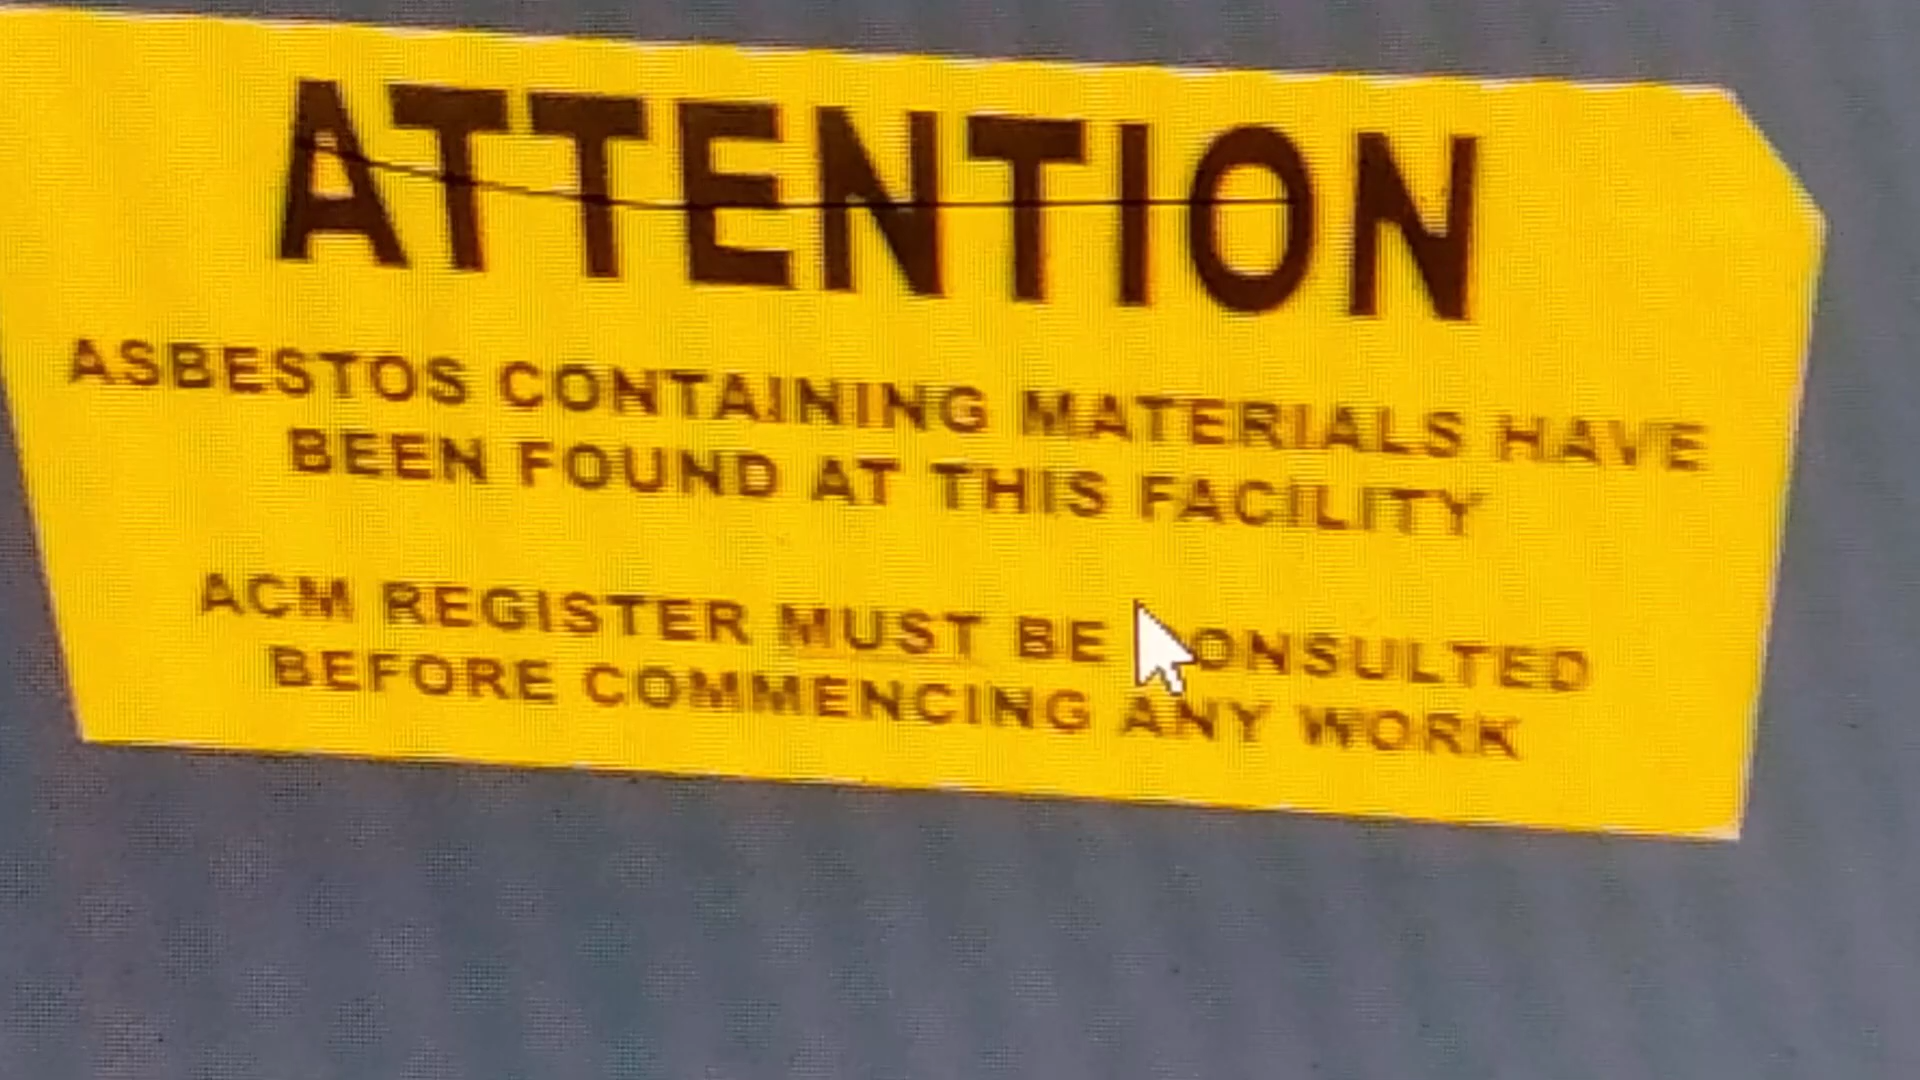 ATTENTION
ASBESTOS CONTAINING MATERIALS HAVE
BEEN FOUND AT THIS FACILITY
ACM REGISTER MUST BE CONSULTED
BEFORE COMMENCING ANY WORK